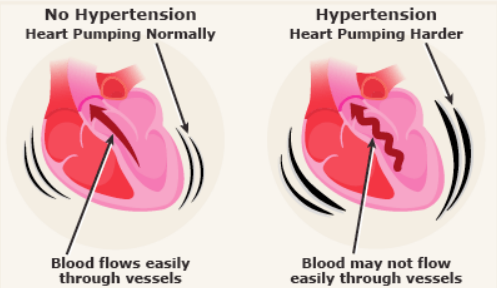 No Hypertension
Heart Pumping Normally
Blood flows easily
through vessels
Hypertension
Heart Pumping Harder
Blood may not flow
easily through vessels